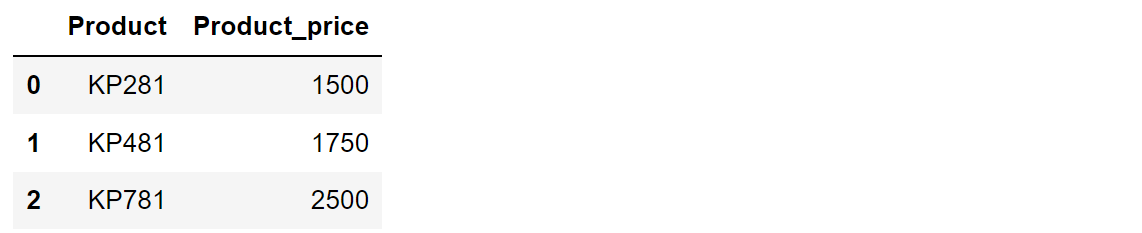 Product Product_price
0 KP281 1500
1 KP481 1750
2 KP781 2500